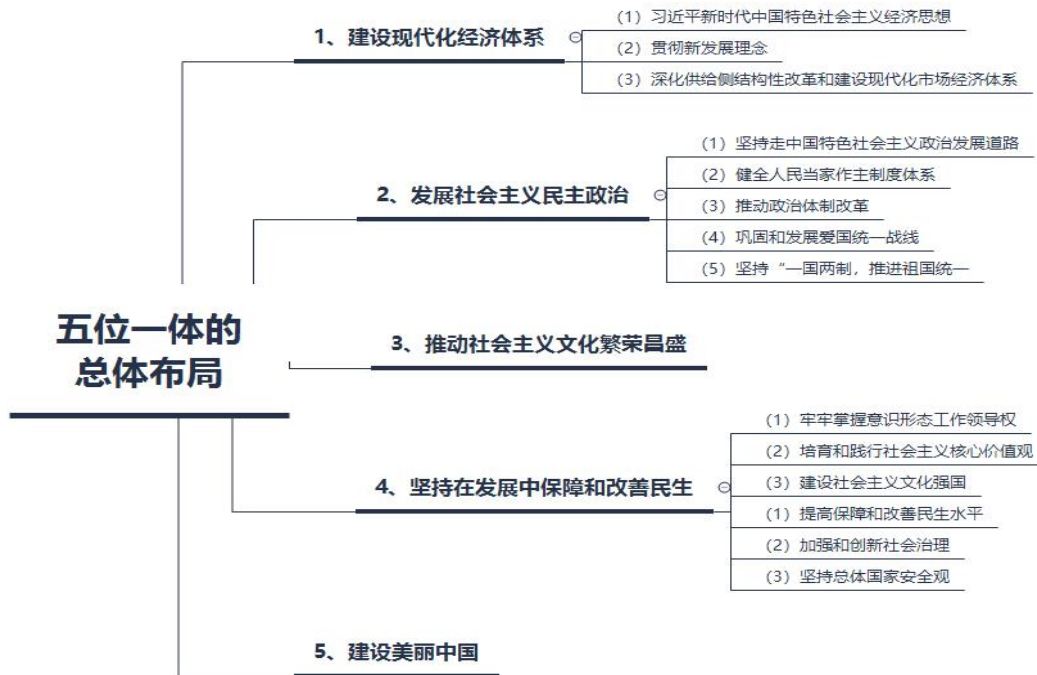 五位一体的
总体布局
1、建设现代化经济体系
（1）习近平新时代中国特色社会主义经济思想
（2）贯彻新发展理念
（3）深化供给侧结构性改革和建设现代化市场经济体系
2、发展社会主义民主政治
（1）坚持走中国特色社会主义政治发展道路
（2）健全人民当家作主制度体系
（3）推动政治体制改革
（4）巩固和发展爱国统一战线
（5）坚持“一国两制，推进祖国统一
3、推动社会主义文化繁荣昌盛
4、坚持在发展中保障和改善民生
（1）牢牢掌握意识形态工作领导权
（2）培育和践行社会主义核心价值观
（3）建设社会主义文化强国
（1）提高保障和改善民生水平
（2）加强和创新社会治理
（3）坚持总体国家安全观
5、建设美丽中国